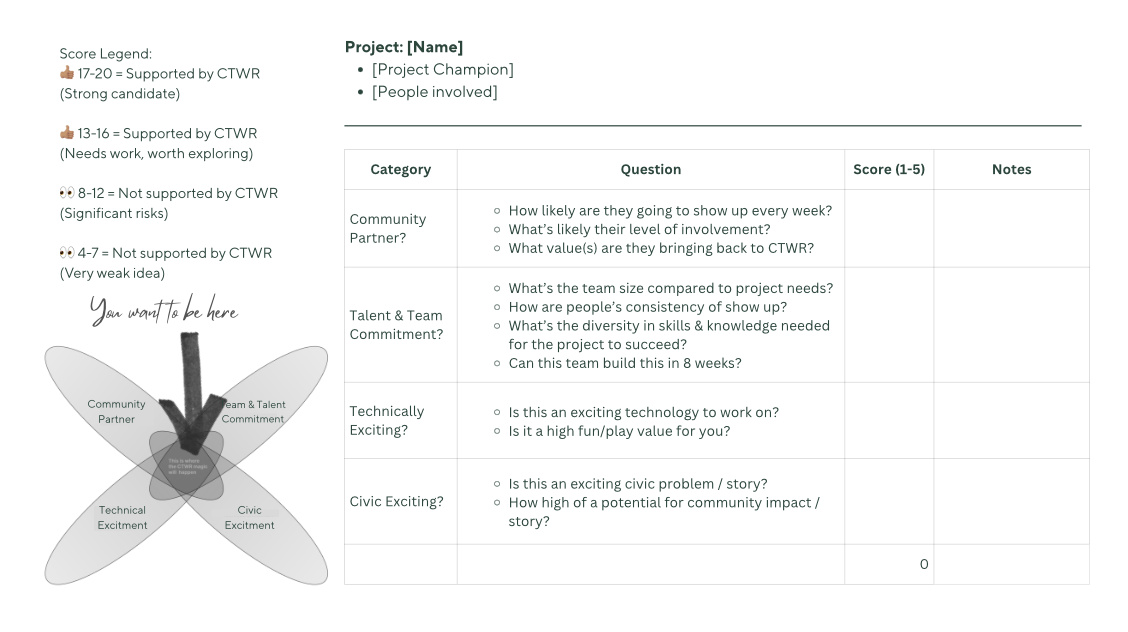 Score Legend:
👍🏽 17-20 = Supported by CTWR
(Strong candidate)
👍🏽 13-16 = Supported by CTWR
(Needs work, worth exploring)
👀 8-12 = Not supported by CTWR
(Significant risks)
👀 4-7 = Not supported by CTWR
(Very weak idea)
You want to be here
Community
Partner
eam & Talent
Commitment
This is where
the CTWR magic
will happen
Technical
Excitment
Civic
Excitment
Project: [Name]
• [Project Champion]
• [People involved]
Category Question Score (1-5) Notes
Community
Partner?
○ How likely are they going to show up every week?
○ What's likely their level of involvement?
○ What value(s) are they bringing back to CTWR?
Talent & Team
Commitment?
○ What's the team size compared to project needs?
○ How are people's consistency of show up?
○ What's the diversity in skills & knowledge needed
for the project to succeed?
○ Can this team build this in 8 weeks?
Technically
Exciting?
○ Is this an exciting technology to work on?
○ Is it a high fun/play value for you?
Civic Exciting?
○ Is this an exciting civic problem / story?
○ How high of a potential for community impact /
story?
0